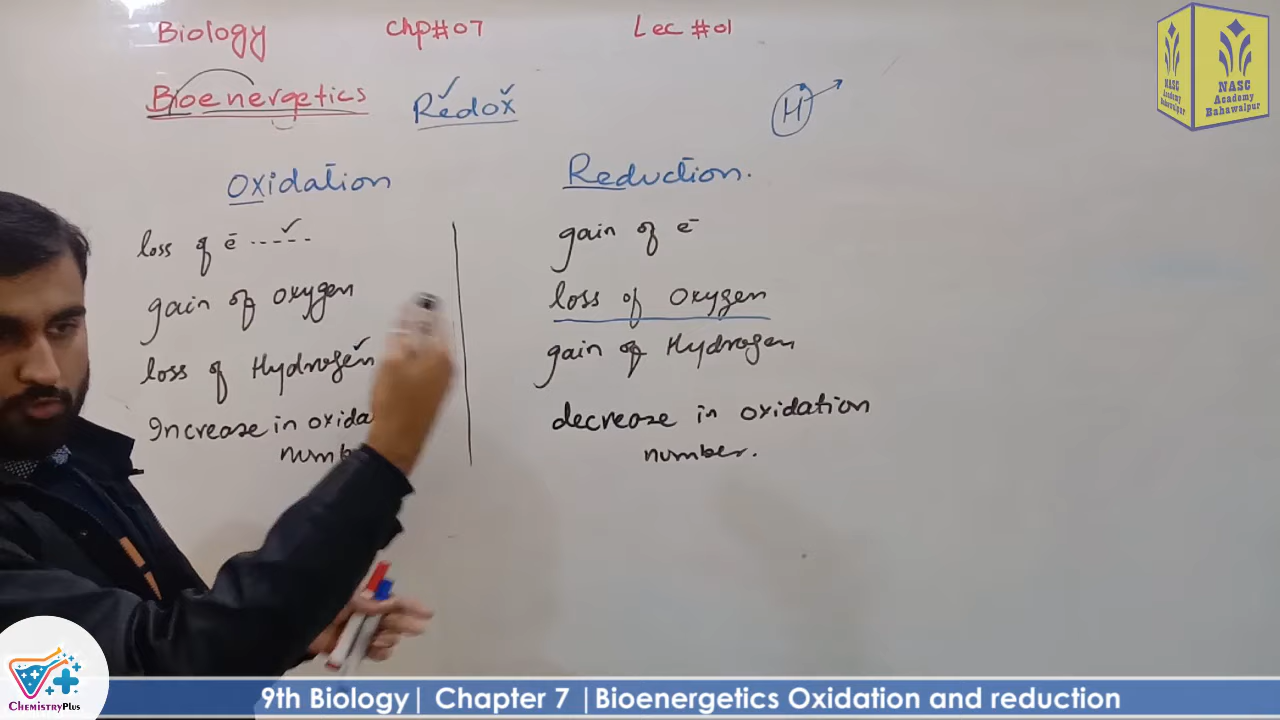 Biology Chp#07 Lec #01
Bioenergetics Redox
H
NASC
Academy
Bahawalpur
NASC
Academy
Bahawalpur
Oxidation Reduction.
loss of e⁻ ------
gain of oxygen
loss of Hydrogen
Increase in oxida
numb
gain of e⁻
loss of Oxygen
gain of Hydrogen
decrease in oxidation
number.
CHEMISTRYPLUS
9th Biology| Chapter 7 |Bioenergetics Oxidation and reduction